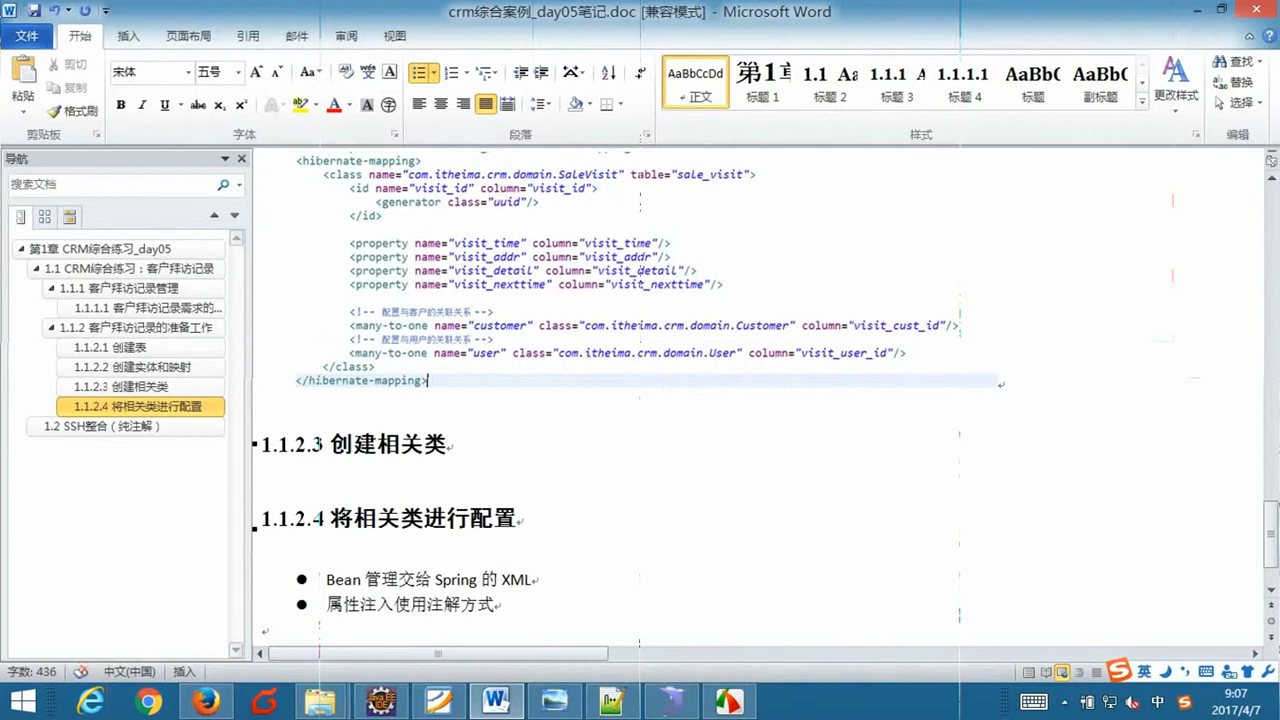 crm综合案例_day05笔记.doc [兼容模式] - Microsoft Word
文件 开始 插入 页面布局 引用 邮件 审阅 视图
剪切
复制
格式刷
粘贴
剪贴板
宋体 五号
字体
段落
AaBbCcDd 第1章 1.1 Aa 1.1.1 A 1.1.1.1 AaBb( AaBb(
正文 标题 1 标题 2 标题 3 标题 4 标题 副标题
样式
更改样式
查找
替换
选择
编辑
导航
搜索文档
第1章 CRM综合练习_day05
1.1 CRM综合练习：客户拜访记录
1.1.1 客户拜访记录管理
1.1.1.1 客户拜访记录需求的...
1.1.2 客户拜访记录的准备工作
1.1.2.1 创建表
1.1.2.2 创建实体和映射
1.1.2.3 创建相关类
1.1.2.4 将相关类进行配置
1.2 SSH整合（纯注解）
<hibernate-mapping>
<class name="com.itheima.crm.domain.SaleVisit" table="sale_visit">
<id name="visit_id" column="visit_id">
<generator class="uuid"/>
</id>
<property name="visit_time" column="visit_time"/>
<property name="visit_addr" column="visit_addr"/>
<property name="visit_detail" column="visit_detail"/>
<property name="visit_nexttime" column="visit_nexttime"/>
<!-- 配置与客户的关联关系 -->
<many-to-one name="customer" class="com.itheima.crm.domain.Customer" column="visit_cust_id"/>
<!-- 配置与用户的关联关系 -->
<many-to-one name="user" class="com.itheima.crm.domain.User" column="visit_user_id"/>
</class>
</hibernate-mapping>
1.1.2.3 创建相关类
1.1.2.4 将相关类进行配置
● Bean 管理交给 Spring 的 XML
● 属性注入使用注解方式
字数: 436 中文(中国) 插入
英
中
9:07
2017/4/7